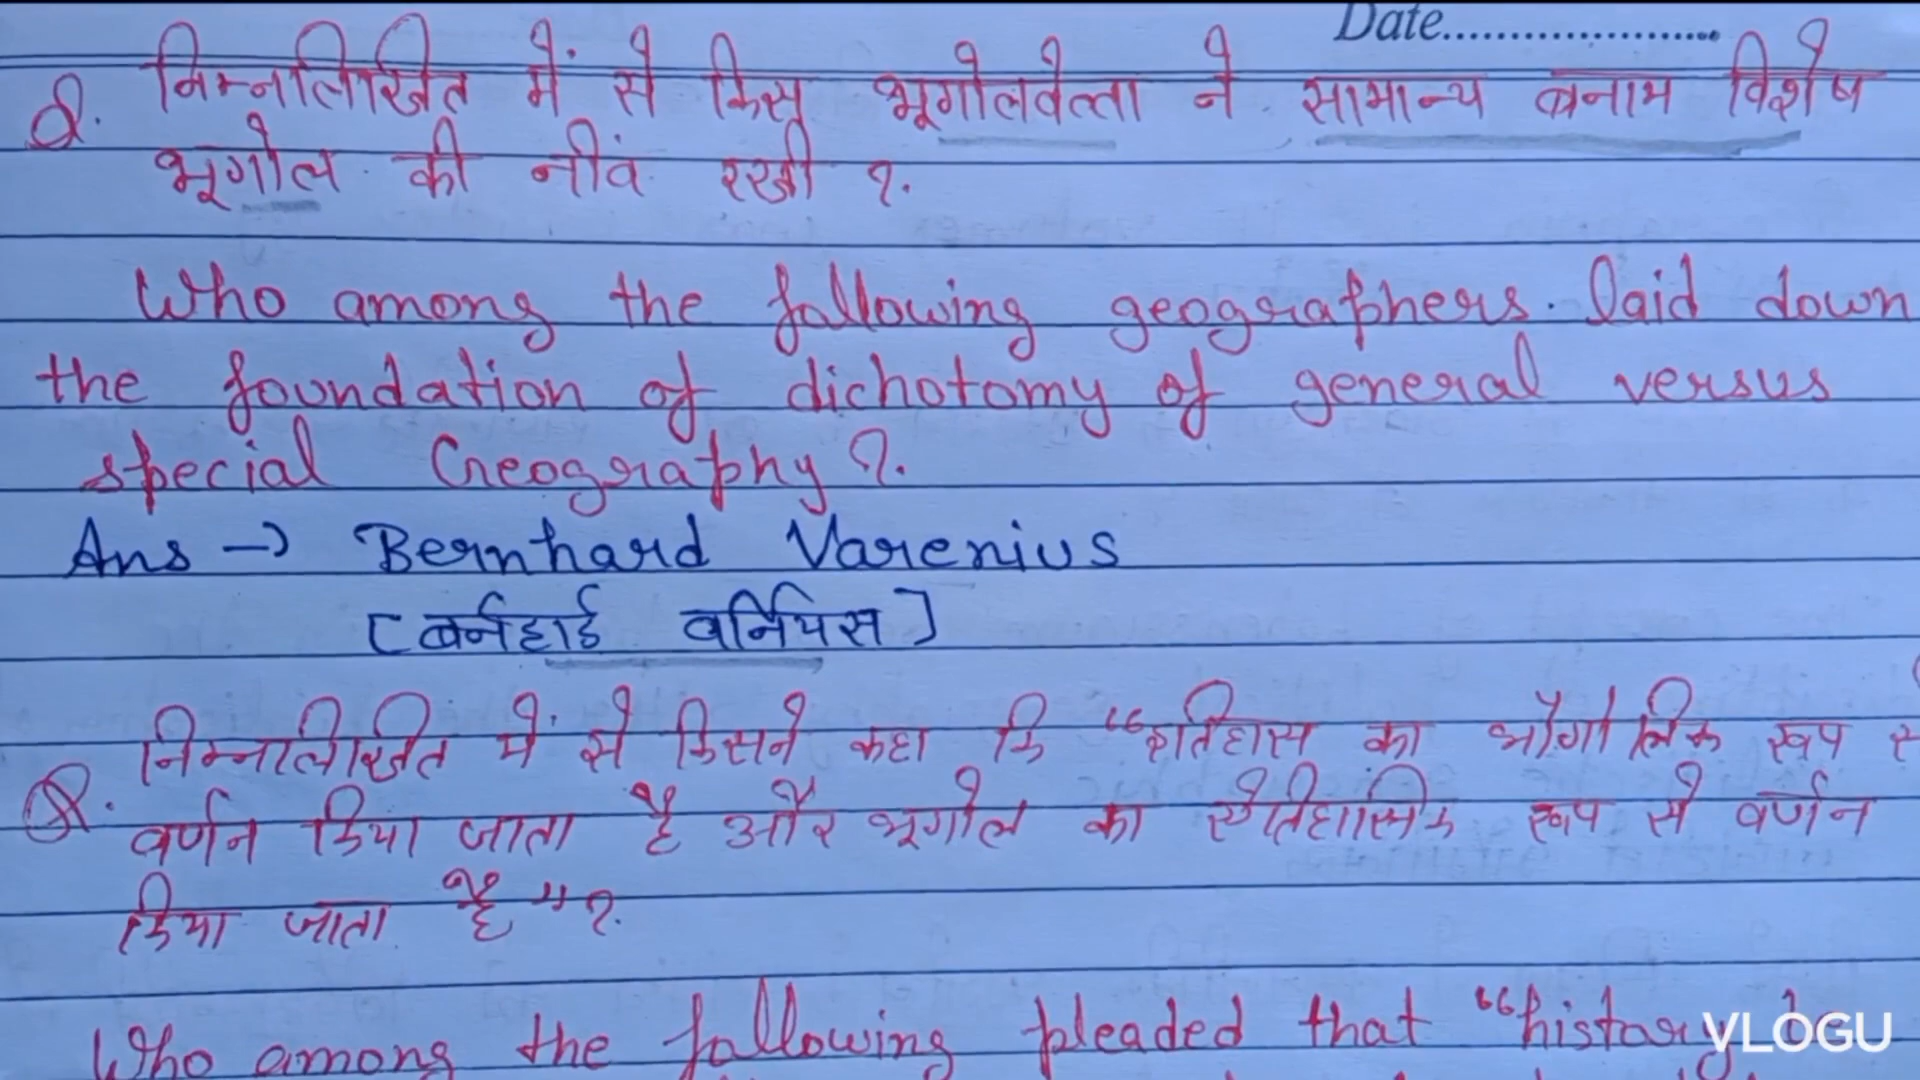 Date......................
Q. निम्नलिखित में से किस भूगोलवेत्ता ने सामान्य बनाम विशेष
भूगोल की नींव रखी ?.
Who among the following geographers. laid down
the foundation of dichotomy of general versus
special Geography ?.
Ans → Bernhard Varenius
[बर्नहार्ड वर्नियस]
निम्नलिखित में से किसने कहा कि "इतिहास का भौगोलिक रूप से
Q. वर्णन किया जाता है और भूगोल का ऐतिहासिक रूप से वर्णन
किया जाता है" ?.
Who among the following pleaded that "history
VLOGU